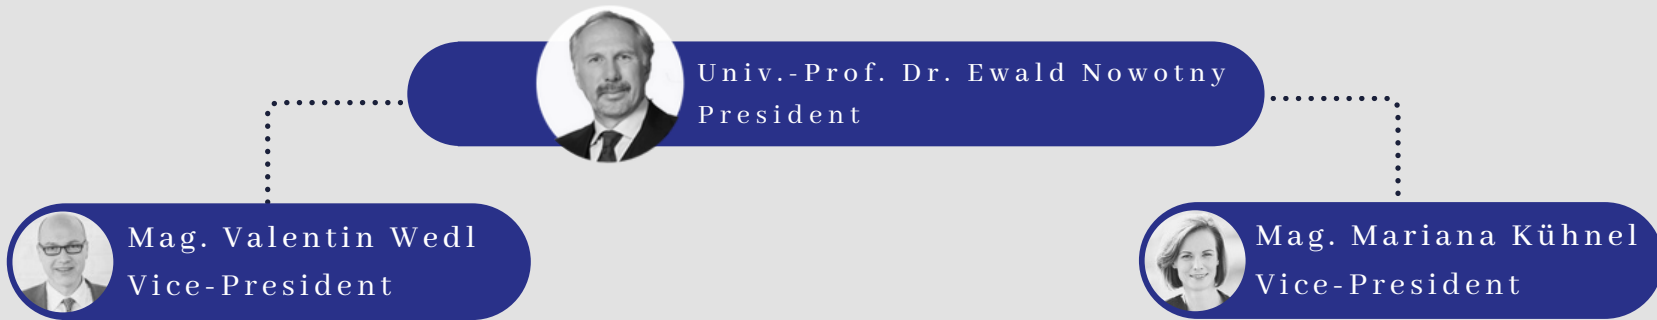 Univ.-Prof. Dr. Ewald Nowotny
President
Mag. Valentin Wedl
Vice-President
Mag. Mariana Kühnel
Vice-President